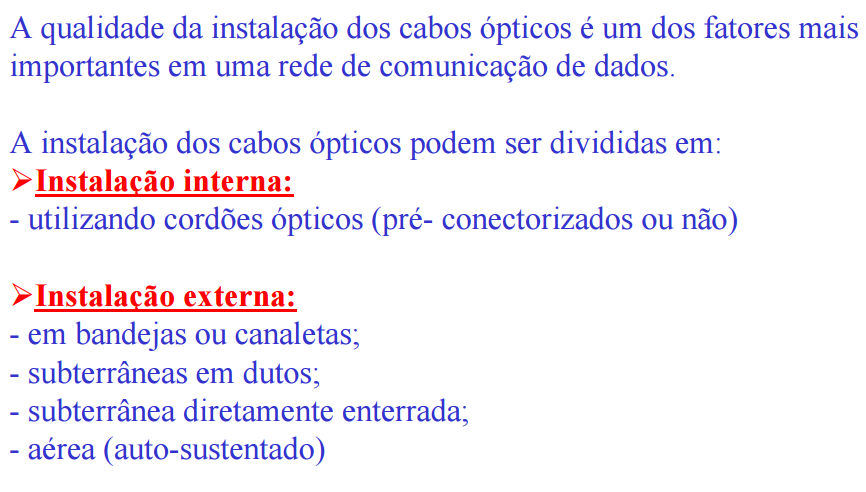 A qualidade da instalação dos cabos ópticos é um dos fatores mais
importantes em uma rede de comunicação de dados.
A instalação dos cabos ópticos podem ser divididas em:
➢Instalação interna:
- utilizando cordões ópticos (pré- conectorizados ou não)
➢Instalação externa:
- em bandejas ou canaletas;
- subterrâneas em dutos;
- subterrânea diretamente enterrada;
- aérea (auto-sustentado)